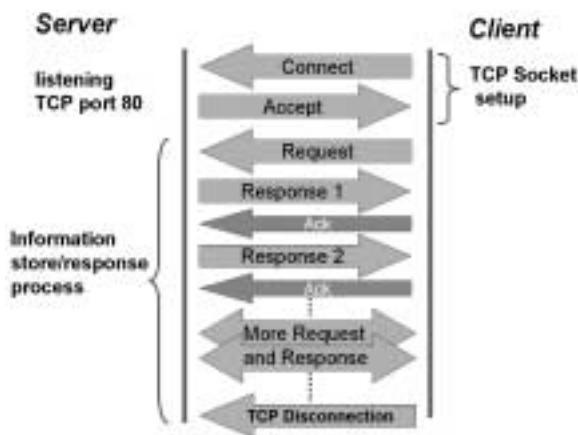 Server
Client
listening
TCP port 80
Connect
TCP Socket
setup
Accept
Request
Response 1
Ack
Information
store/response
process
Response 2
Ack
More Request
and Response
TCP Disconnection